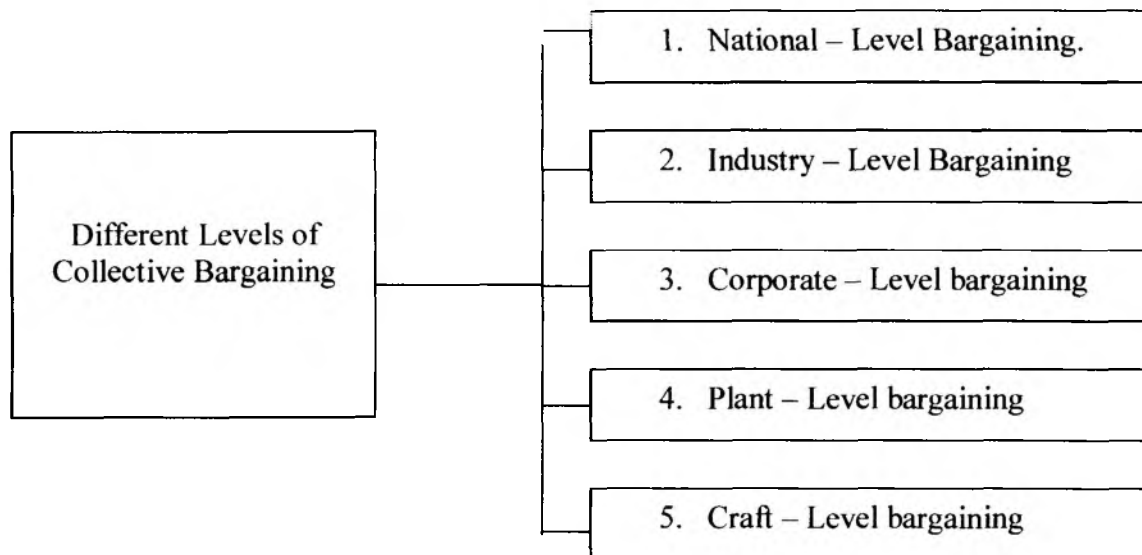 Different Levels of
Collective Bargaining
1. National – Level Bargaining.
2. Industry – Level Bargaining
3. Corporate – Level bargaining
4. Plant – Level bargaining
5. Craft – Level bargaining